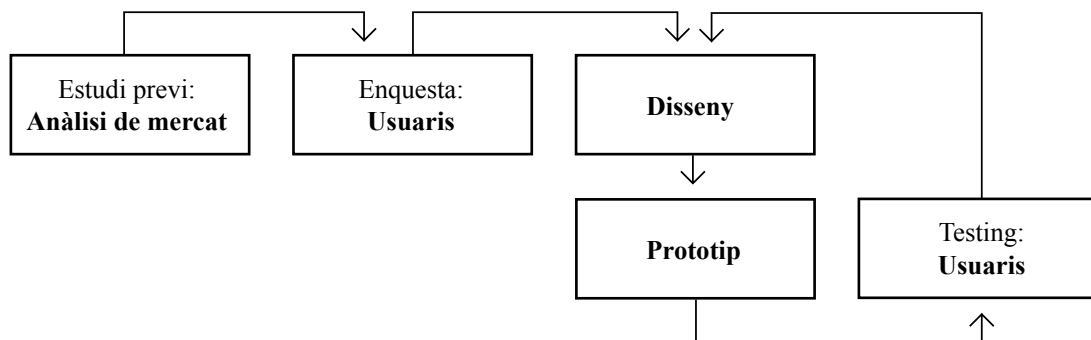 Estudi previ:
Anàlisi de mercat
Enquesta:
Usuaris
Disseny
Prototip
Testing:
Usuaris